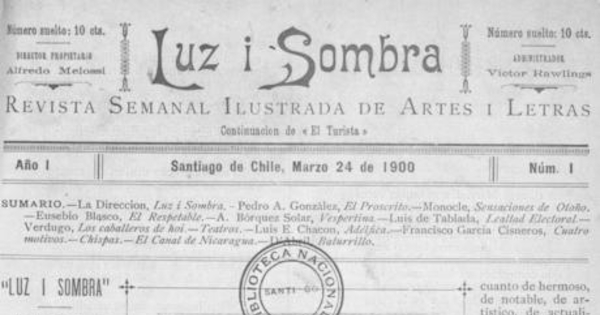 Número suelto: 10 cts.
DIRECTOR PROPIETARIO
Alfredo Melossi
Luz i Sombra
Número suelto: 10 cts.
ADMINISTRADOR
Victor Rawlings
REVISTA SEMANAL ILUSTRADA DE ARTES I LETRAS
Continuacion de «El Turista»
Año I
Santiago de Chile, Marzo 24 de 1900
Núm. I
SUMARIO.—La Direccion, Luz i Sombra. - Pedro A. González, El Proscrito.—Monocle, Sensaciones de Otoño.
—Eusebio Blasco, El Respetable.—A. Bórquez Solar, Vespertina.—Luis de Tablada, Lealtad Electoral.—
Verdugo, Los caballeros de hoi.—Teatros.—Luis E. Chacon, Adélfica.—Francisco García Cisneros, Cuatro
motivos.—Chispas.—El Canal de Nicaragua.—D'Abril, Baturrillo.
BIBLIOTECA NACIONAL
SANTI GO
"LUZ I SOMBRA"
cuanto de hermoso,
de notable, de ar-
tístico, de actuali-